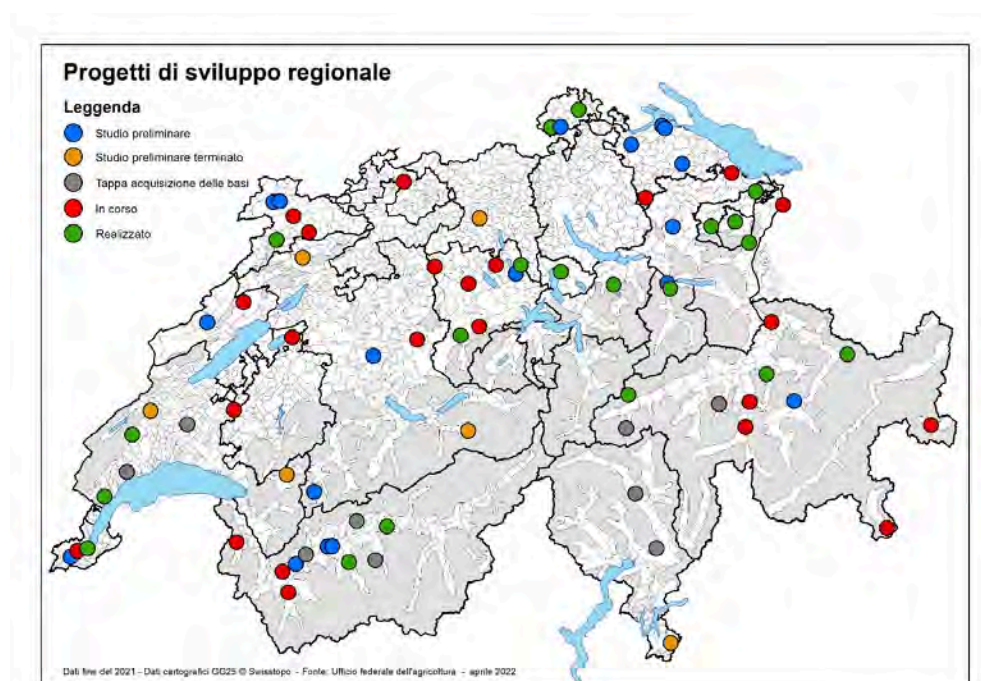 Progetti di sviluppo regionale
Leggenda
Studio preliminare
Studio preliminare terminato
Tappa acquisizione delle basi
In corso
Realizzato
Dati fine del 2021 - Dati cartografici GG25 © Swisstopo - Fonte: Ufficio federale dell'agricoltura - aprile 2022